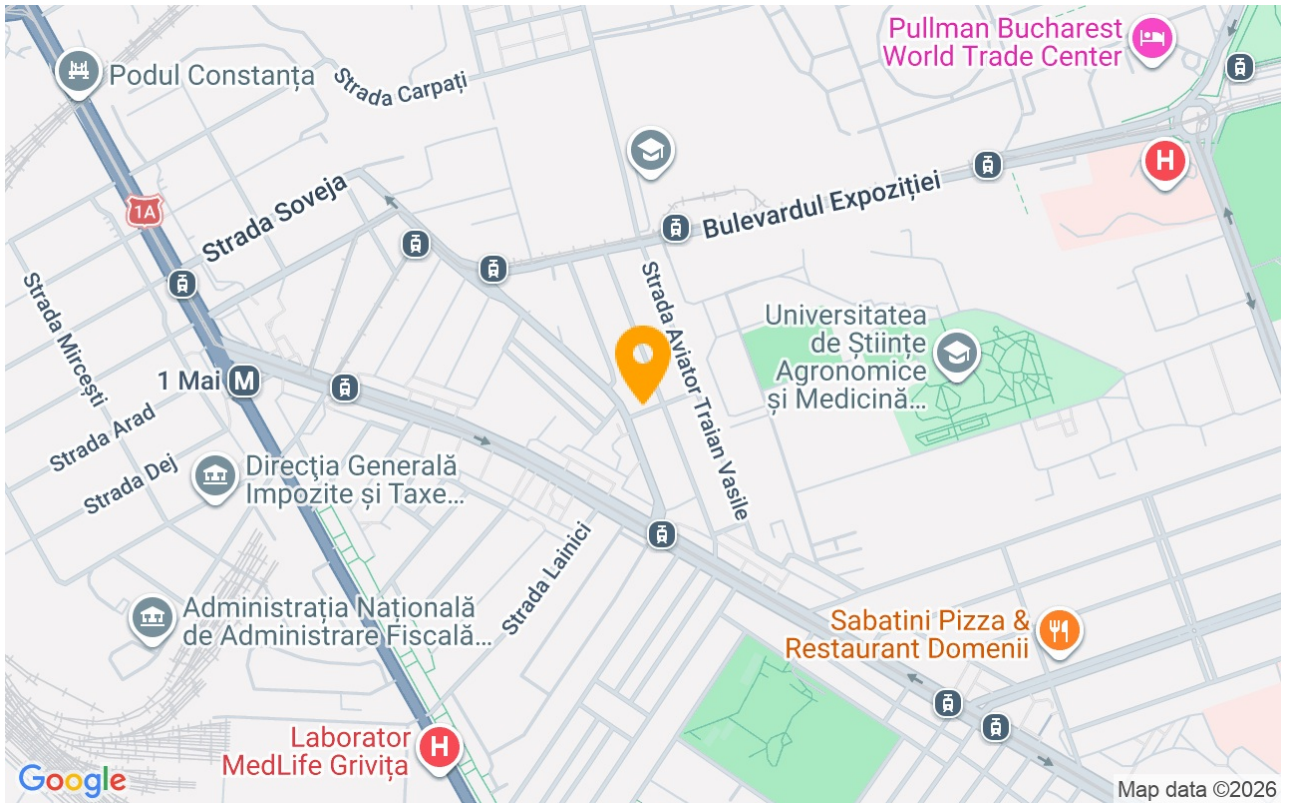 Pullman Bucharest
World Trade Center
Podul Constanța
Strada Carpați
H
1A
Strada Soveja
Bulevardul Expoziției
Strada Mircești
Strada Aviator Traian Vasile
Universitatea
de Științe
Agronomice
și Medicină...
1 Mai M
Strada Arad
Strada Dej
Direcţia Generală
Impozite și Taxe...
Strada Lainici
Administrația Națională
de Administrare Fiscală...
Sabatini Pizza &
Restaurant Domenii
Laborator
MedLife Grivița
H
Google
Map data ©2026